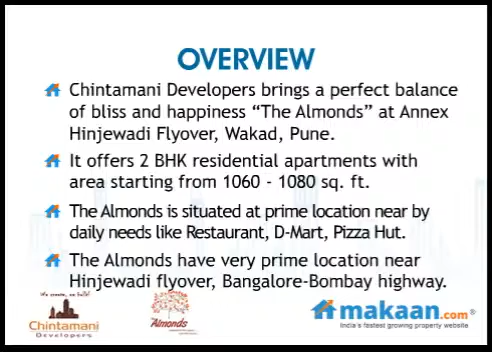 OVERVIEW
Chintamani Developers brings a perfect balance
of bliss and happiness “The Almonds” at Annex
Hinjewadi Flyover, Wakad, Pune.
It offers 2 BHK residential apartments with
area starting from 1060 - 1080 sq. ft.
The Almonds is situated at prime location near by
daily needs like Restaurant, D-Mart, Pizza Hut.
The Almonds have very prime location near
Hinjewadi flyover, Bangalore-Bombay highway.
We create, we build!
Chintamani
Developers
The
Almonds
makaan.com®
India's fastest growing property website